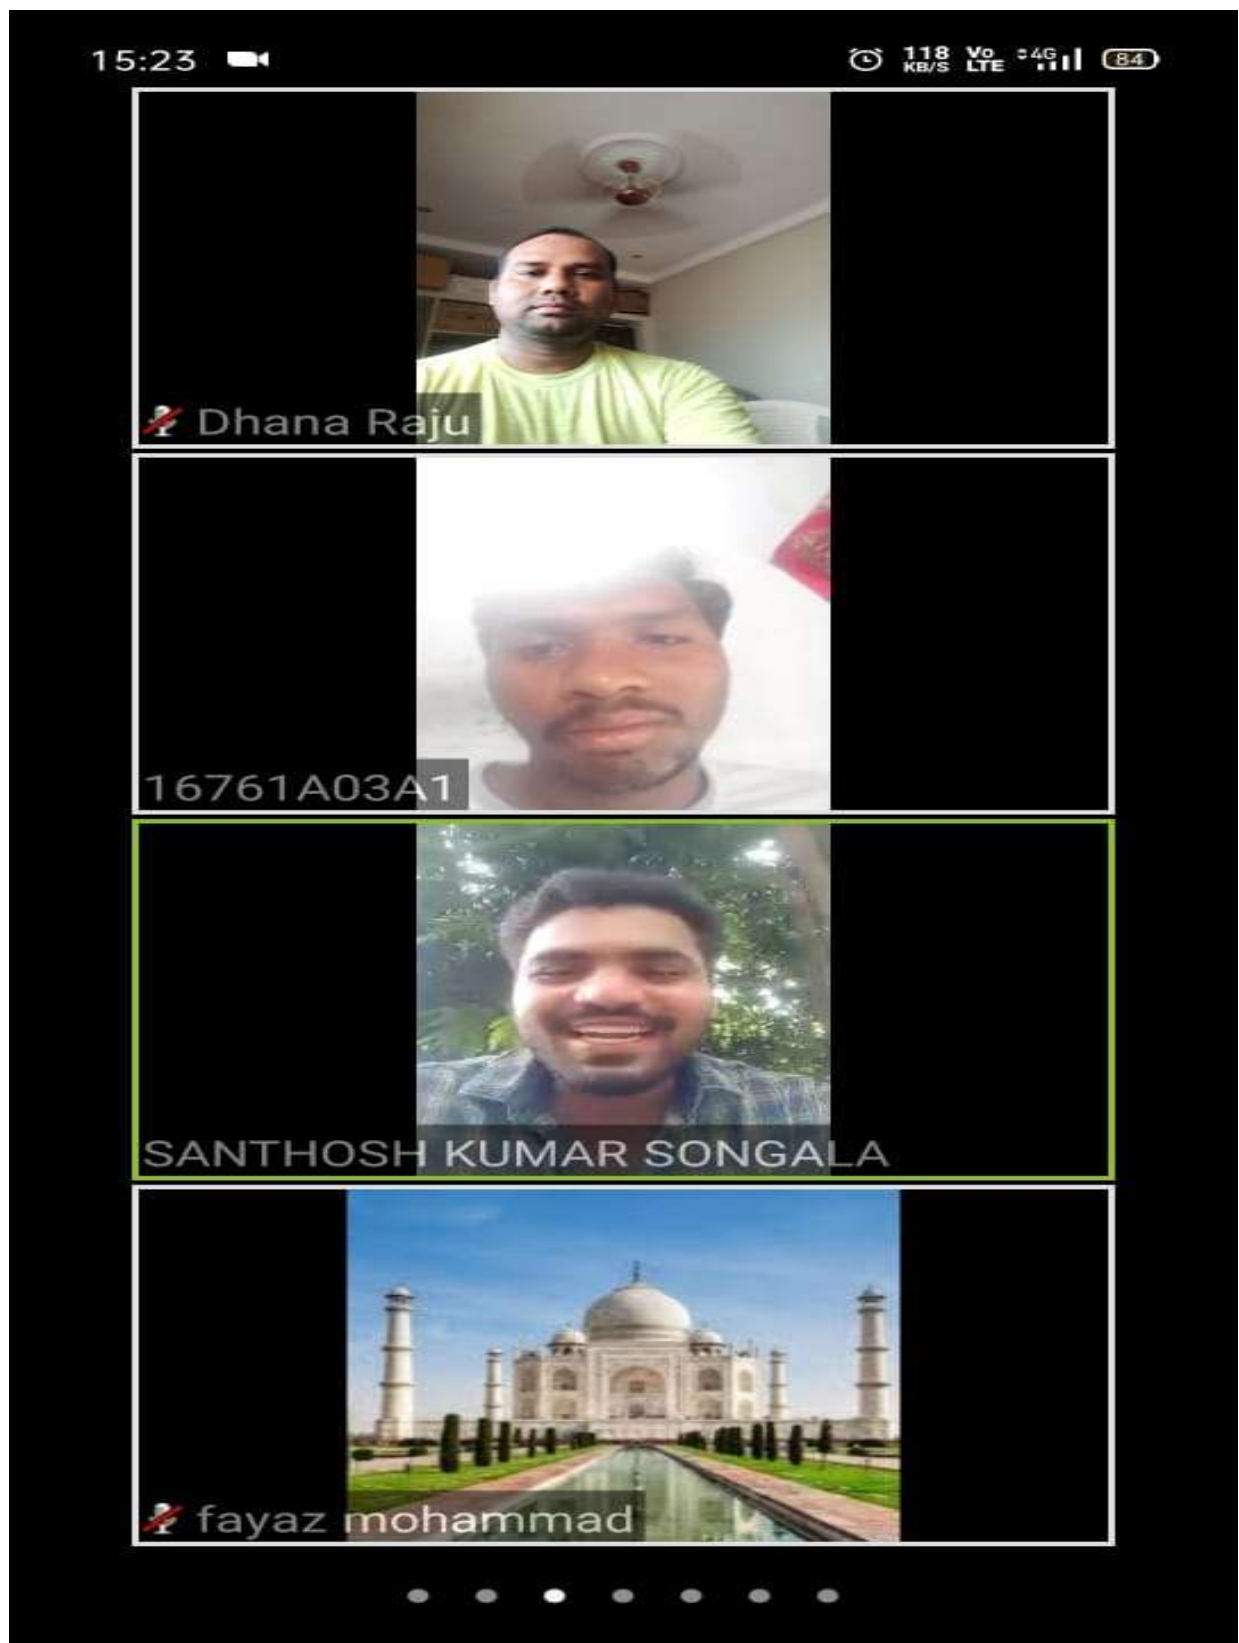 15:23 118 KB/S Vo LTE 4G 84
Dhana Raju
16761A03A1
SANTHOSH KUMAR SONGALA
fayaz mohammad